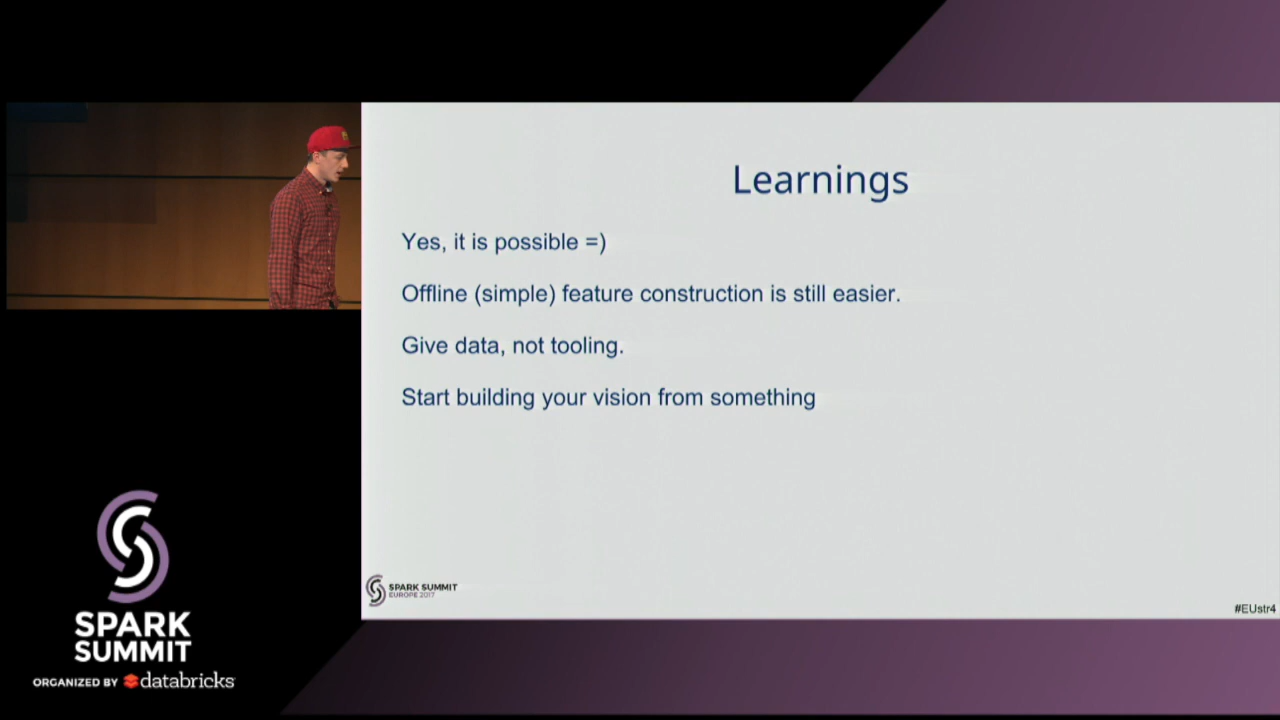 Learnings
Yes, it is possible =)
Offline (simple) feature construction is still easier.
Give data, not tooling.
Start building your vision from something
SPARK SUMMIT
EUROPE 2017
#EUstr4
SPARK
SUMMIT
ORGANIZED BY databricks